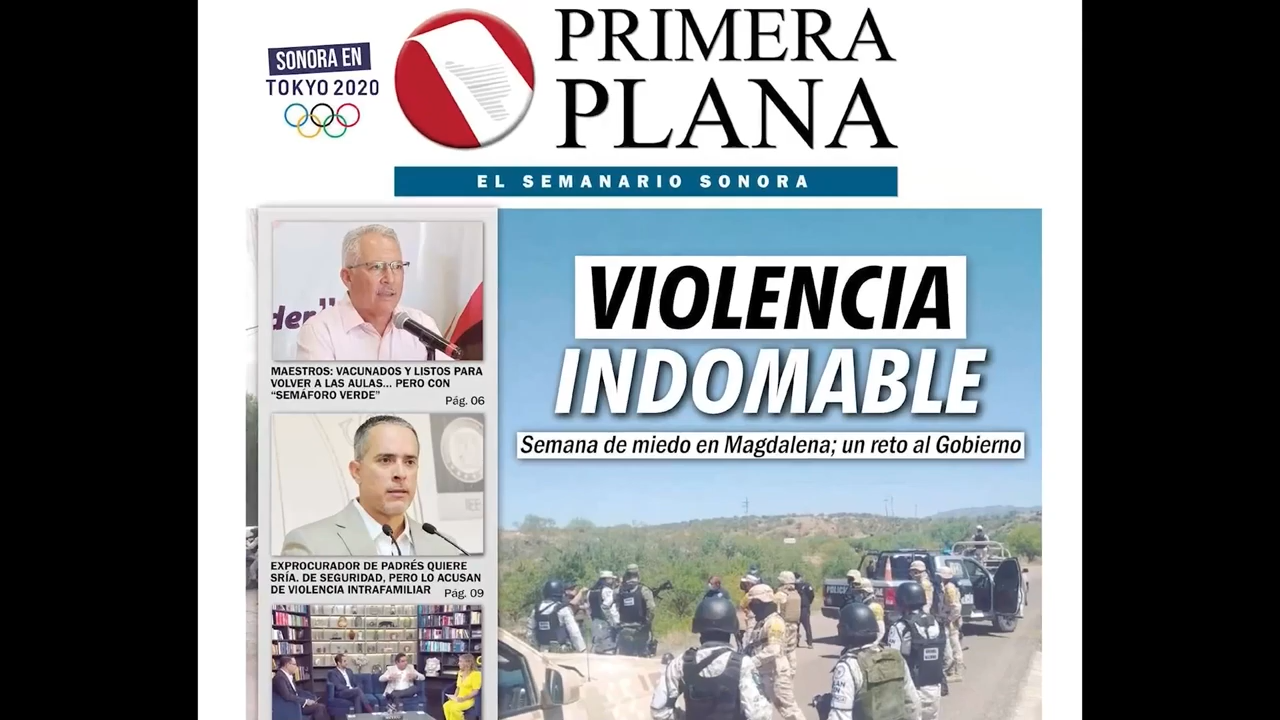 SONORA EN
TOKYO 2020
PRIMERA
PLANA
EL SEMANARIO SONORA
der"
MAESTROS: VACUNADOS Y LISTOS PARA
VOLVER A LAS AULAS... PERO CON
“SEMÁFORO VERDE”
Pág. 06
EXPROCURADOR DE PADRÉS QUIERE
SRÍA. DE SEGURIDAD, PERO LO ACUSAN
DE VIOLENCIA INTRAFAMILIAR
Pág. 09
VIOLENCIA
INDOMABLE
Semana de miedo en Magdalena; un reto al Gobierno